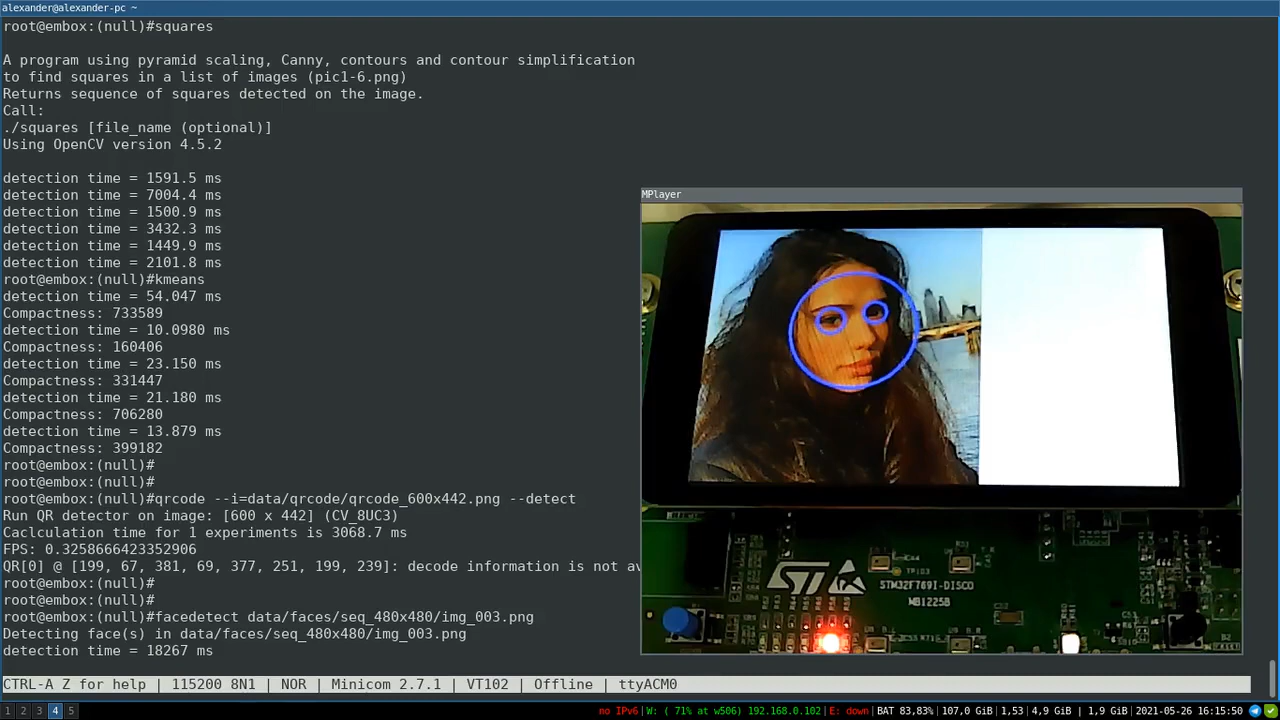 alexander@alexander-pc ~
root@embox:(null)#squares
A program using pyramid scaling, Canny, contours and contour simplification
to find squares in a list of images (pic1-6.png)
Returns sequence of squares detected on the image.
Call:
./squares [file_name (optional)]
Using OpenCV version 4.5.2
detection time = 1591.5 ms
detection time = 7004.4 ms
detection time = 1500.9 ms
detection time = 3432.3 ms
detection time = 1449.9 ms
detection time = 2101.8 ms
root@embox:(null)#kmeans
detection time = 54.047 ms
Compactness: 733589
detection time = 10.0980 ms
Compactness: 160406
detection time = 23.150 ms
Compactness: 331447
detection time = 21.180 ms
Compactness: 706280
detection time = 13.879 ms
Compactness: 399182
root@embox:(null)#
root@embox:(null)#
root@embox:(null)#qrcode --i=data/qrcode/qrcode_600x442.png --detect
Run QR detector on image: [600 x 442] (CV_8UC3)
Caclculation time for 1 experiments is 3068.7 ms
FPS: 0.3258666423352906
QR[0] @ [199, 67, 381, 69, 377, 251, 199, 239]: decode information is not av
root@embox:(null)#
root@embox:(null)#
root@embox:(null)#facedetect data/faces/seq_480x480/img_003.png
Detecting face(s) in data/faces/seq_480x480/img_003.png
detection time = 18267 ms
MPlayer
ST
STM32F769I-DISCO
MB1225B
CTRL-A Z for help | 115200 8N1 | NOR | Minicom 2.7.1 | VT102 | Offline | ttyACM0
1 2 3 4 5
no IPv6|W: ( 71% at w506) 192.168.0.102|E: down|BAT 83,83%|107,0 GiB|1,53|4,9 GiB | 1,9 GiB|2021-05-26 16:15:50